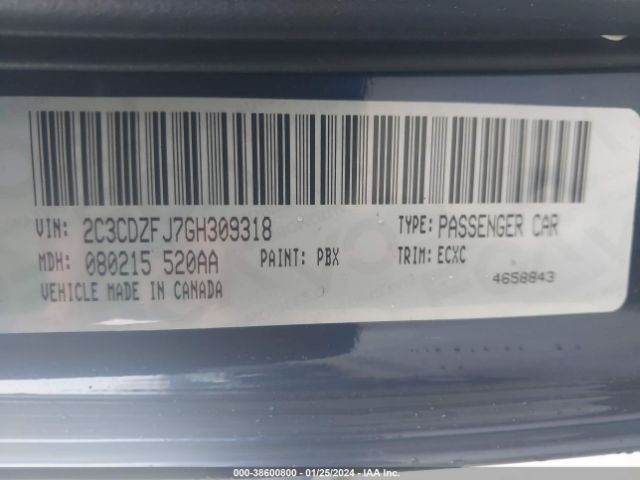 VIN: 2C3CDZFJ7GH309318 TYPE: PASSENGER CAR
MDH: 080215 520AA PAINT: PBX TRIM: ECXC
VEHICLE MADE IN CANADA 4658843
000-38600800 - 01/25/2024 - IAA Inc.